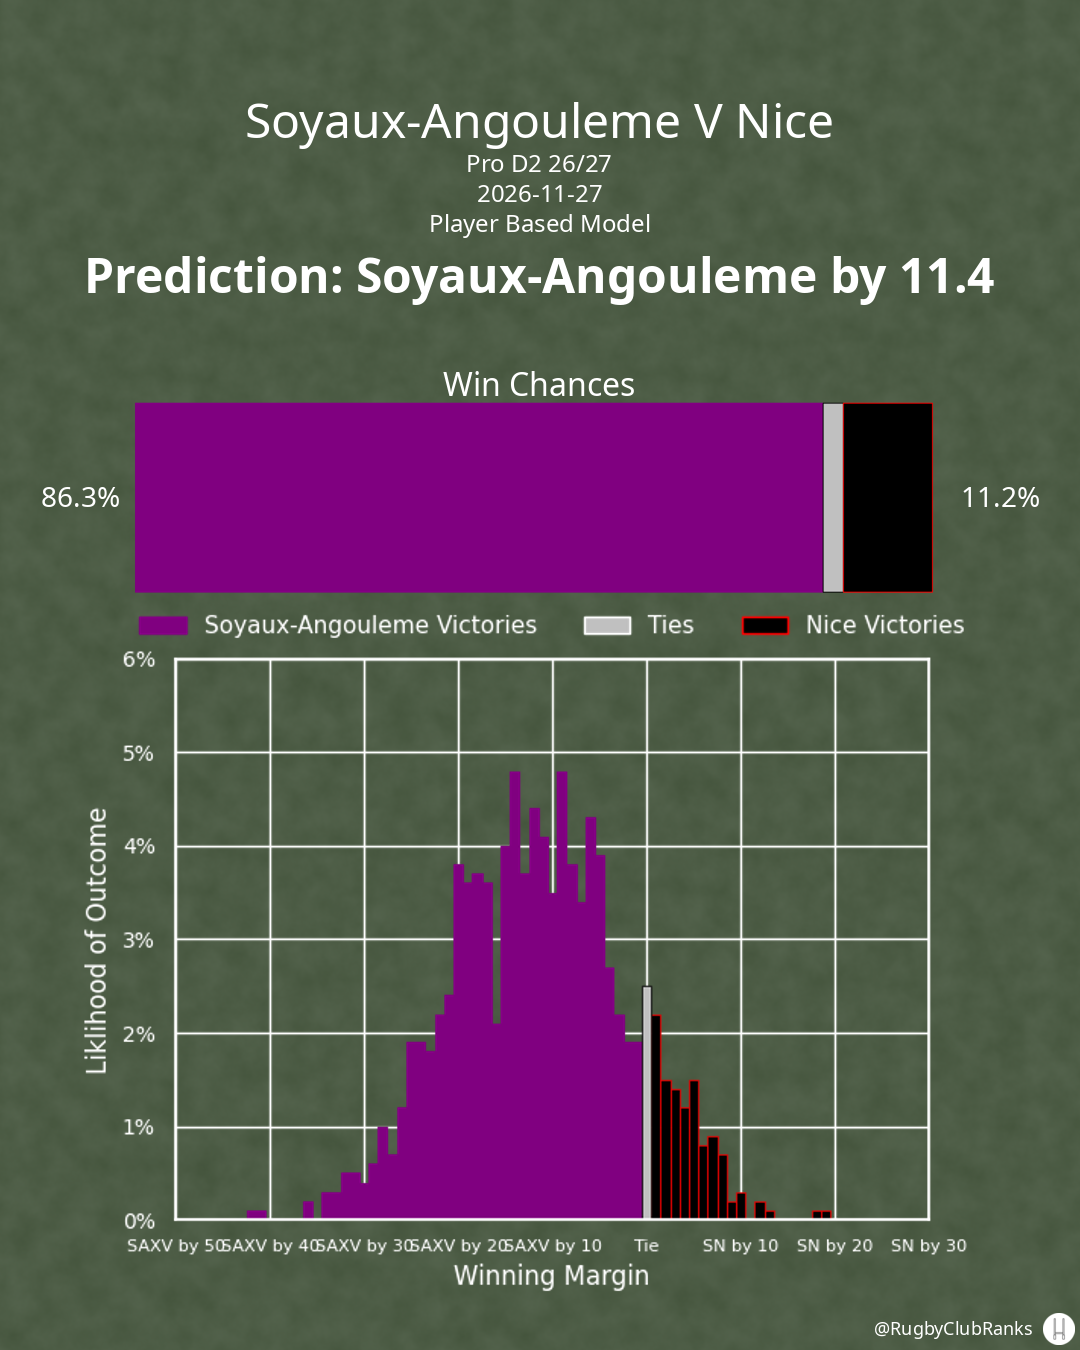 Soyaux-Angouleme V Nice
Pro D2 26/27
2026-11-27
Player Based Model
Prediction: Soyaux-Angouleme by 11.4
Win Chances
86.3%
11.2%
Soyaux-Angouleme Victories
Ties
Nice Victories
6%
5%
4%
3%
2%
1%
0%
Liklihood of Outcome
SAXV by 50 SAXV by 40 SAXV by 30 SAXV by 20 SAXV by 10 Tie SN by 10 SN by 20 SN by 30
Winning Margin
@RugbyClubRanks